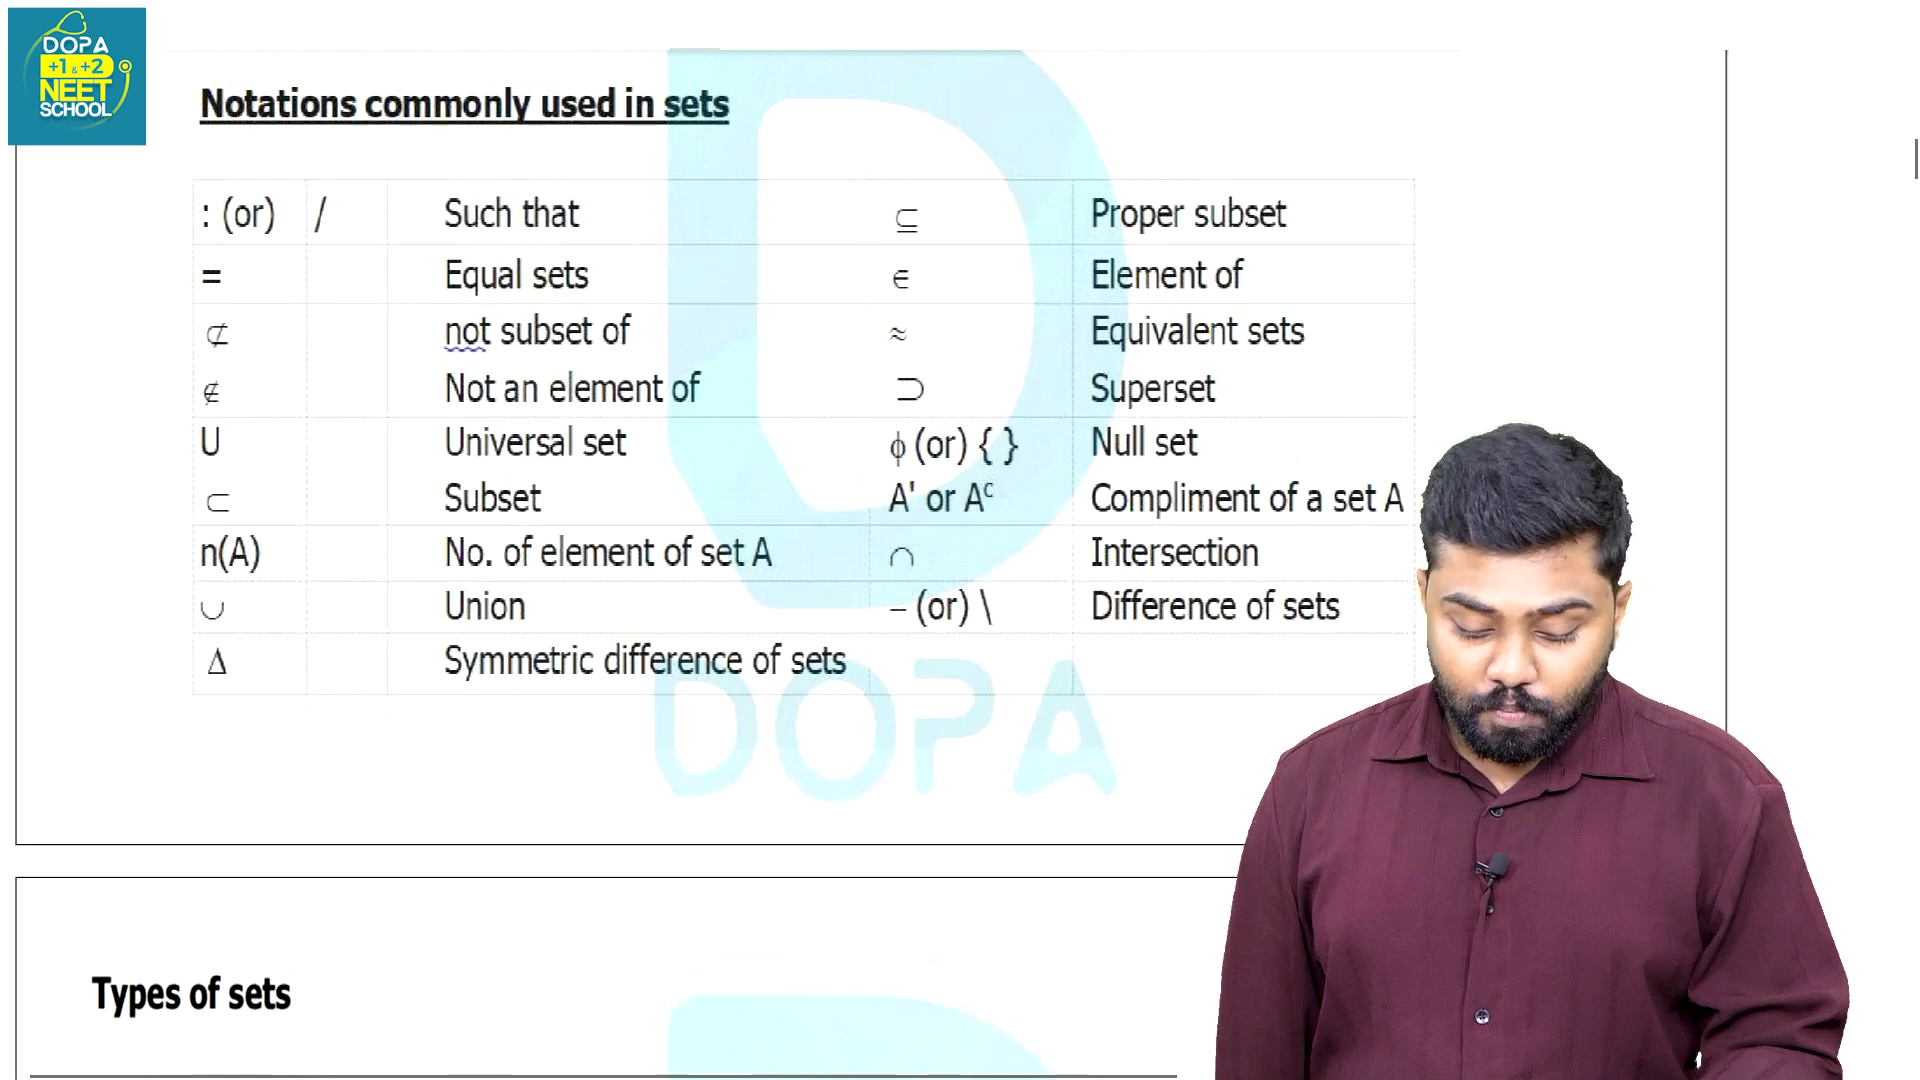 DOPA
+1 & +2
NEET
SCHOOL
Notations commonly used in sets
: (or) / Such that ⊆ Proper subset
= Equal sets ∈ Element of
⊄ not subset of ≈ Equivalent sets
∉ Not an element of ⊃ Superset
U Universal set ϕ (or) { } Null set
⊂ Subset A' or Aᶜ Compliment of a set A
n(A) No. of element of set A ∩ Intersection
∪ Union – (or) \ Difference of sets
Δ Symmetric difference of sets
DOPA
Types of sets